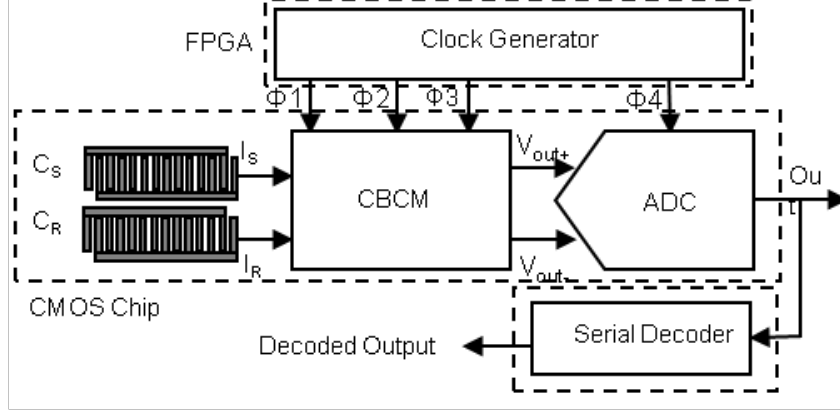 Clock Generator
FPGA
Φ1
Φ2
Φ3
Φ4
CS
IS
Vout+
CBCM
ADC
Ou
t
CR
IR
Vout-
CMOS Chip
Serial Decoder
Decoded Output